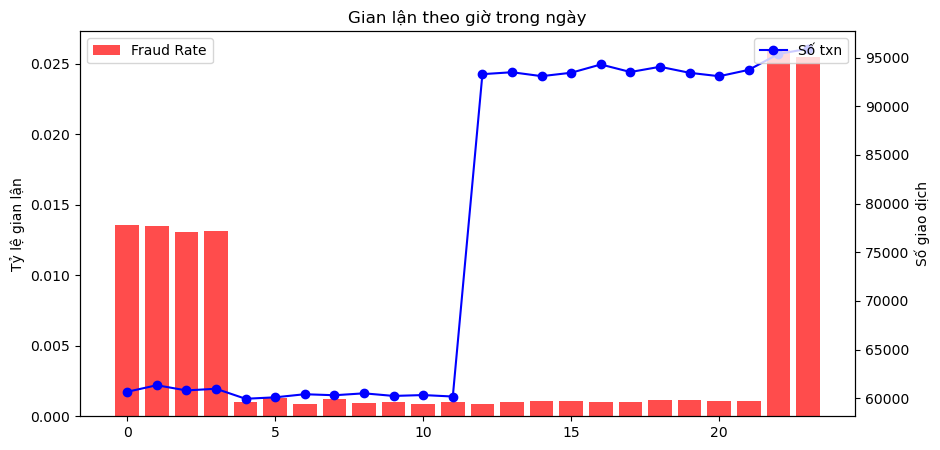 Gian lận theo giờ trong ngày
Fraud Rate
Số txn
Tỷ lệ gian lận
0.025
0.020
0.015
0.010
0.005
0.000
Số giao dịch
95000
90000
85000
80000
75000
70000
65000
60000
0 5 10 15 20